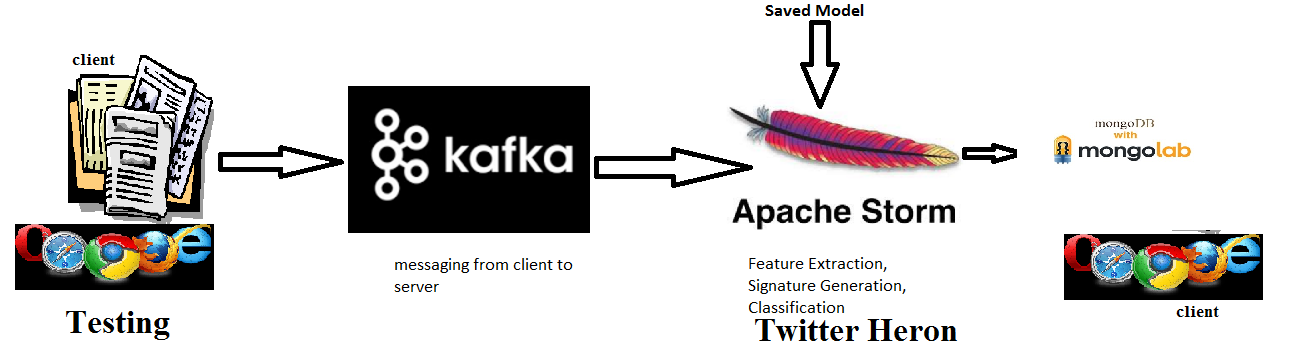 Saved Model
client
kafka
mongoDB
with
mongolab
Apache Storm
messaging from client to
server
Feature Extraction,
Signature Generation,
Classification
client
Testing
Twitter Heron